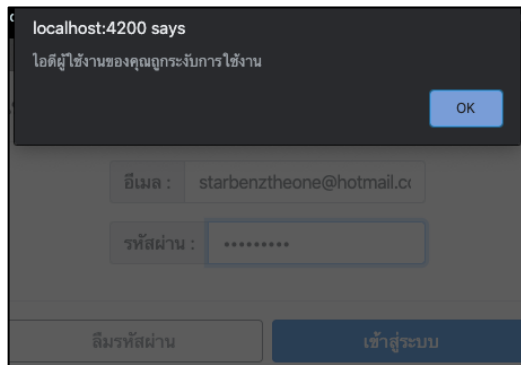 localhost:4200 says
ไอดีผู้ใช้งานของคุณถูกระงับการใช้งาน
OK
อีเมล : starbenztheone@hotmail.co
รหัสผ่าน : •••••••••
ลืมรหัสผ่าน เข้าสู่ระบบ